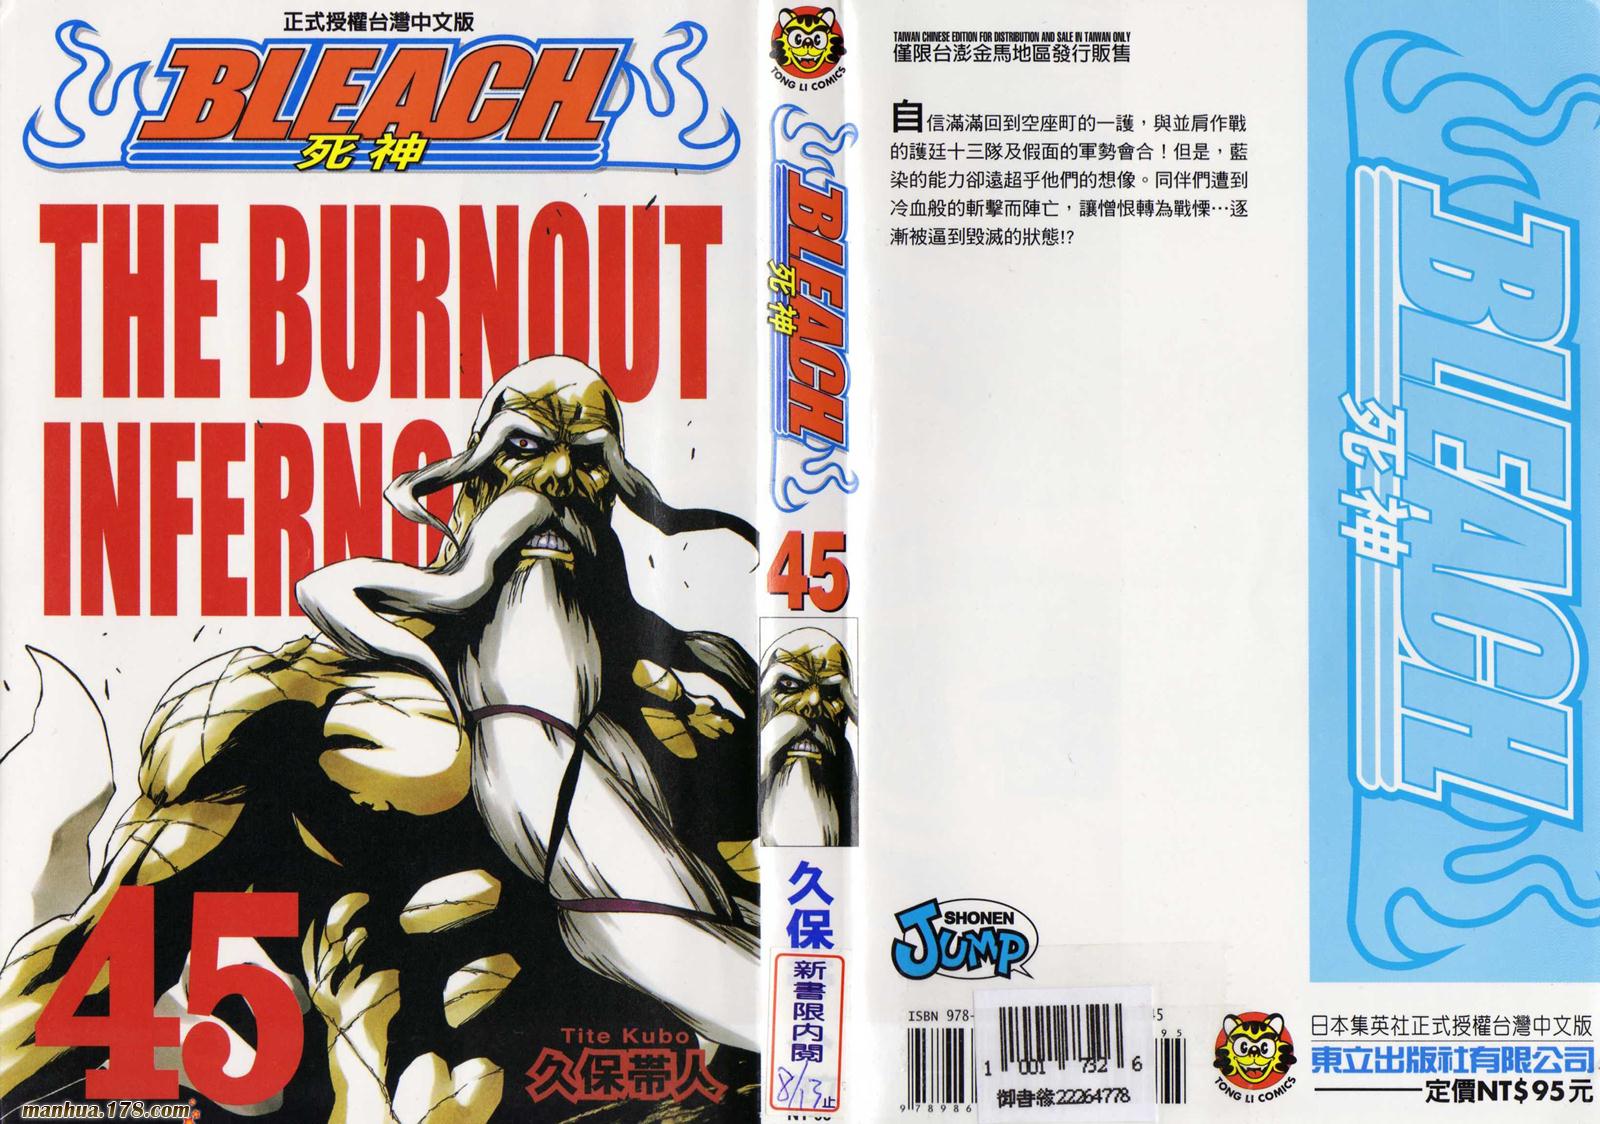 正式授權台灣中文版
BLEACH
死神
THE BURNOUT
INFERNO
45
Tite Kubo
久保帯人
manhua.178.com
TONG LI COMICS
BLEACH
死神
45
久保
新書限內閱
8/13止
TAIWAN CHINESE EDITION FOR DISTRIBUTION AND SALE IN TAIWAN ONLY
僅限台澎金馬地區發行販售
自信滿滿回到空座町的一護，與並肩作戰
的護廷十三隊及假面的軍勢會合！但是，藍
染的能力卻遠超乎他們的想像。同伴們遭到
冷血般的斬擊而陣亡，讓憎恨轉為戰慄…逐
漸被逼到毀滅的狀態!?
SHONEN
JUMP
ISBN 978-
45
95
1 001 732 6
御書缘22264778
978986
TONG LI COMICS
BLEACH
死神
日本集英社正式授權台灣中文版
東立出版社有限公司
定價NT$95元